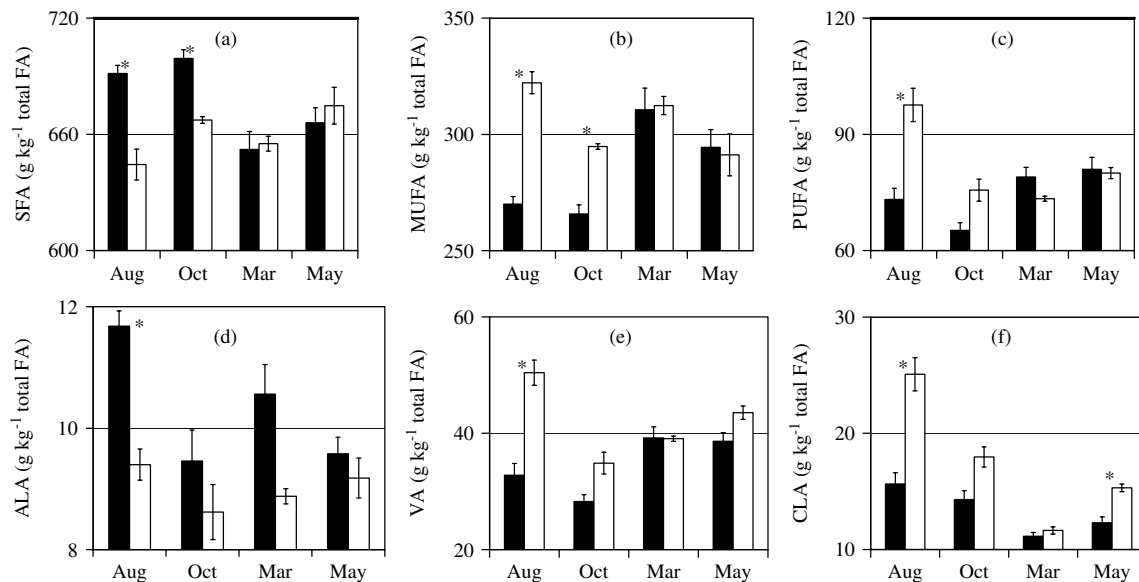 SFA (g kg⁻¹ total FA)
720
660
600
(a)
*
*
Aug Oct Mar May
MUFA (g kg⁻¹ total FA)
350
300
250
(b)
*
*
Aug Oct Mar May
PUFA (g kg⁻¹ total FA)
120
90
60
(c)
*
Aug Oct Mar May
ALA (g kg⁻¹ total FA)
12
10
8
(d)
*
Aug Oct Mar May
VA (g kg⁻¹ total FA)
60
40
20
(e)
*
Aug Oct Mar May
CLA (g kg⁻¹ total FA)
30
20
10
(f)
*
*
Aug Oct Mar May